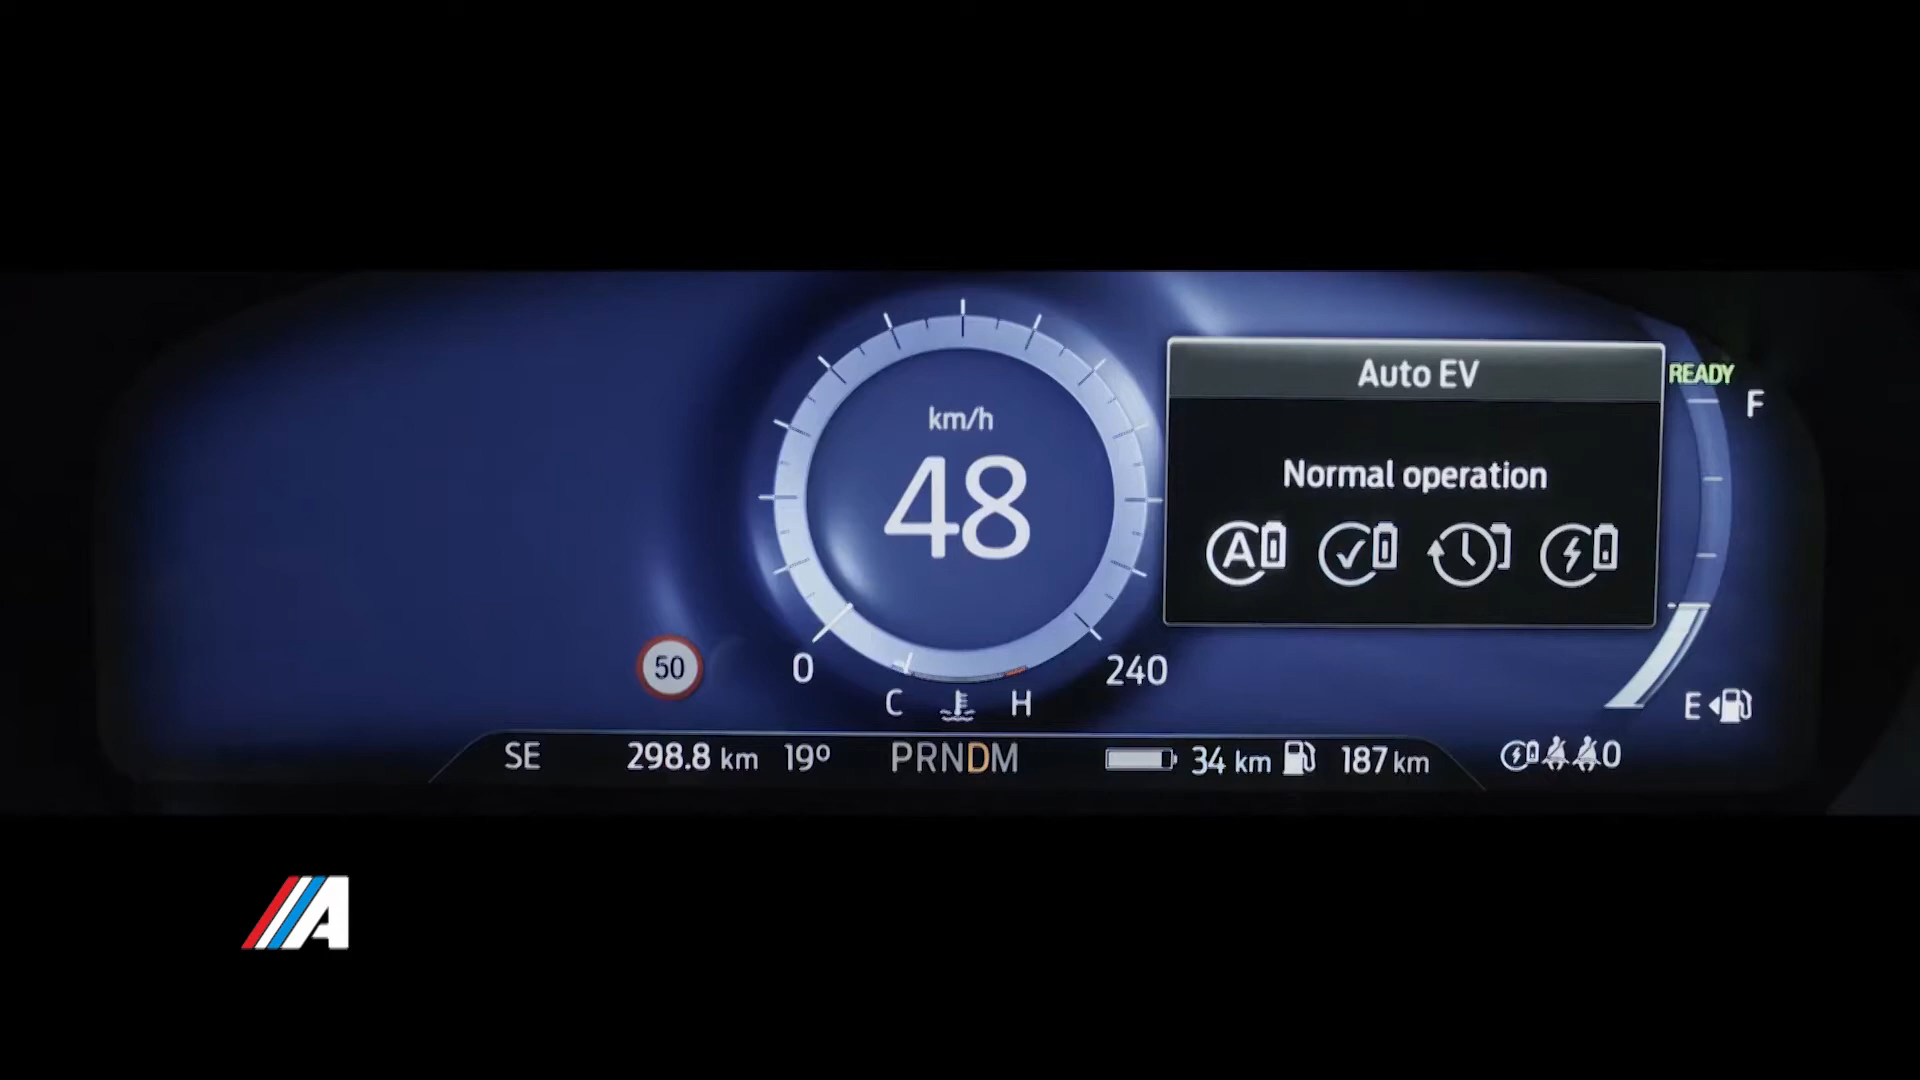 Auto EV
READY
F
km/h
Normal operation
48
A
50
0
240
C
H
E
SE
298.8 km
19º
PRNDM
34 km
187 km
0
A